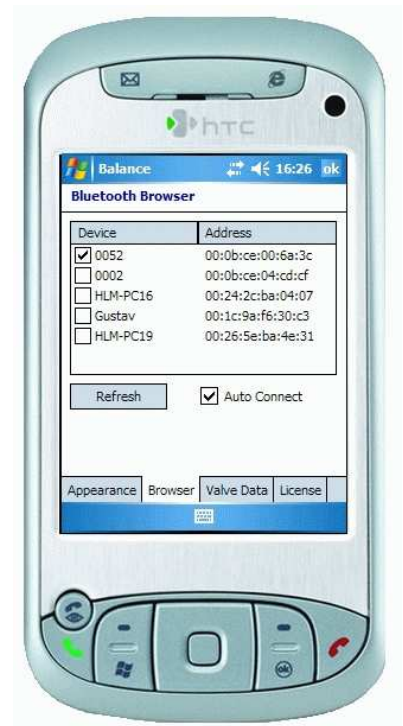 hTC
Balance 16:26 ok
Bluetooth Browser
Device Address
0052 00:0b:ce:00:6a:3c
0002 00:0b:ce:04:cd:cf
HLM-PC16 00:24:2c:ba:04:07
Gustav 00:1c:9a:f6:30:c3
HLM-PC19 00:26:5e:ba:4e:31
Refresh Auto Connect
Appearance Browser Valve Data License
ok